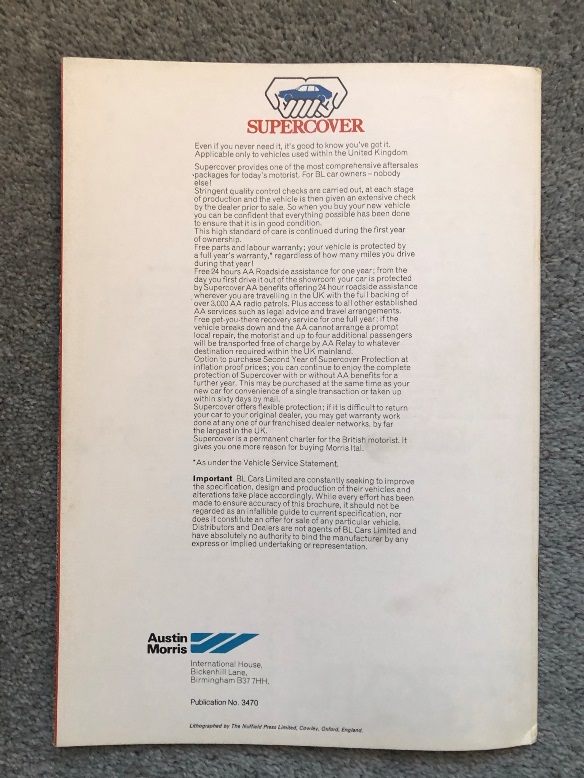 SUPERCOVER
Even if you never need it, it's good to know you've got it.
Applicable only to vehicles used within the United Kingdom
Supercover provides one of the most comprehensive aftersales
packages for today's motorist. For BL car owners – nobody
else!
Stringent quality control checks are carried out, at each stage
of production and the vehicle is then given an extensive check
by the dealer prior to sale. So when you buy your new vehicle
you can be confident that everything possible has been done
to ensure that it is in good condition.
This high standard of care is continued during the first year
of ownership.
Free parts and labour warranty; your vehicle is protected by
a full year's warranty,* regardless of how many miles you drive
during that year!
Free 24 hours AA Roadside assistance for one year: from the
day you first drive it out of the showroom your car is protected
by Supercover AA benefits offering 24 hour roadside assistance
wherever you are travelling in the UK with the full backing of
over 3,000 AA radio patrols. Plus access to all other established
AA services such as legal advice and travel arrangements.
Free get-you-there recovery service for one full year: if the
vehicle breaks down and the AA cannot arrange a prompt
local repair, the motorist and up to four additional passengers
will be transported free of charge by AA Relay to whatever
destination required within the UK mainland.
Option to purchase Second Year of Supercover Protection at
inflation proof prices; you can continue to enjoy the complete
protection of Supercover with or without AA benefits for a
further year. This may be purchased at the same time as your
new car for convenience of a single transaction or taken up
within sixty days by mail.
Supercover offers flexible protection; if it is difficult to return
your car to your original dealer, you may get warranty work
done at any one of our franchised dealer networks, by far
the largest in the UK.
Supercover is a permanent charter for the British motorist. It
gives you one more reason for buying Morris Ital.
*As under the Vehicle Service Statement.
Important BL Cars Limited are constantly seeking to improve
the specification, design and production of their vehicles and
alterations take place accordingly. While every effort has been
made to ensure accuracy of this brochure, it should not be
regarded as an infallible guide to current specification, nor
does it constitute an offer for sale of any particular vehicle.
Distributors and Dealers are not agents of BL Cars Limited and
have absolutely no authority to bind the manufacturer by any
express or implied undertaking or representation.
Austin
Morris
International House,
Bickenhill Lane,
Birmingham B37 7HH.
Publication No. 3470
Lithographed by The Nuffield Press Limited, Cowley, Oxford, England.